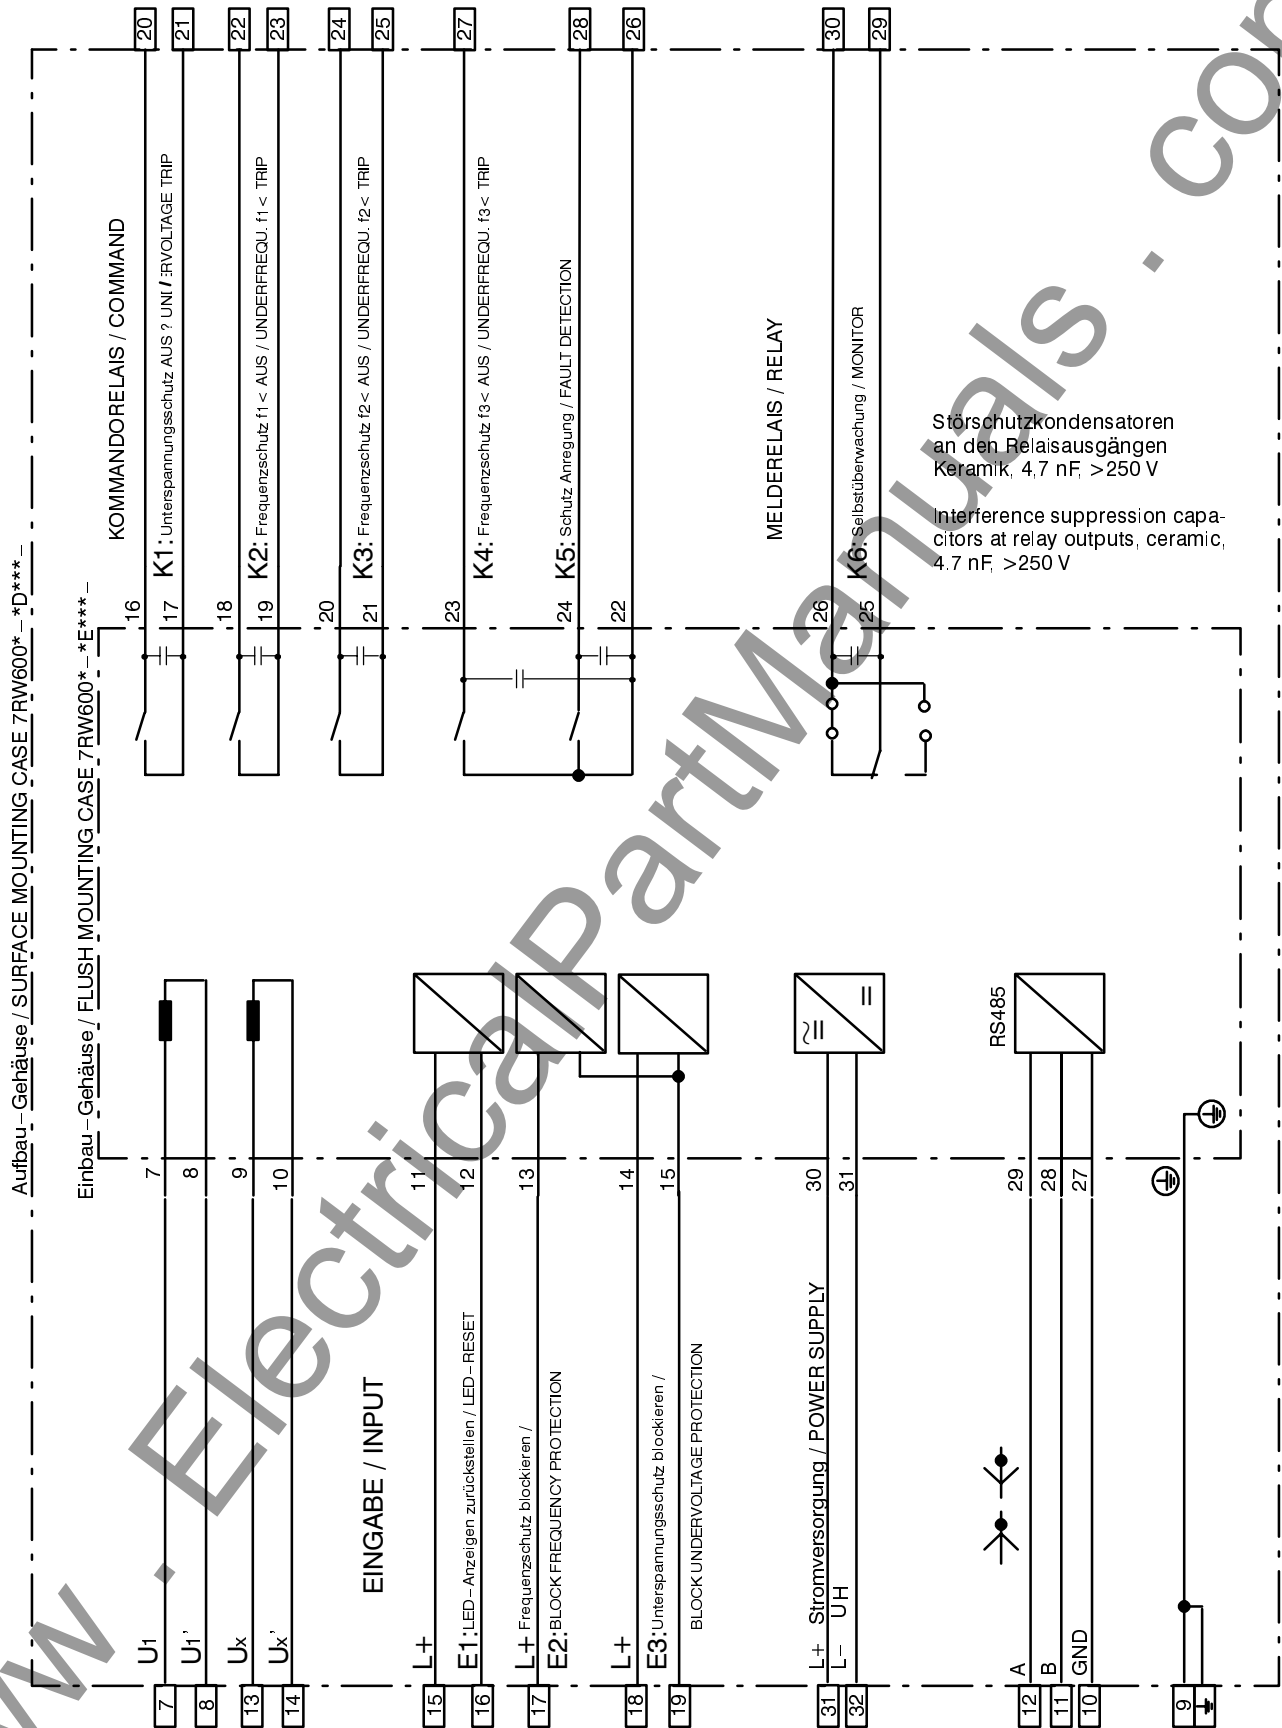 Aufbau–Gehäuse / SURFACE MOUNTING CASE 7RW600*–*D***–
Einbau–Gehäuse / FLUSH MOUNTING CASE 7RW600*–*E***–
KOMMANDORELAIS / COMMAND
20
21
22
23
24
25
27
28
26
30
29
K1: Unterspannungsschutz AUS ? RVOLTAGE TRIP
K2: Frequenzschutz f1< AUS / UNDERFREQU. f1< TRIP
K3: Frequenzschutz f2< AUS / UNDERFREQU. f2< TRIP
K4: Frequenzschutz f3< AUS / UNDERFREQU. f3< TRIP
K5: Schutz Anregung / FAULT DETECTION
MELDERELAIS / RELAY
K6: Selbstüberwachung / MONITOR
16
17
18
19
20
21
23
24
22
26
25
Störschutzkondensatoren
an den Relaisausgängen
Keramik, 4,7 nF, >250 V
Interference suppression capa-
citors at relay outputs, ceramic,
4.7 nF, >250 V
RS485
7
8
9
10
11
12
13
14
15
30
31
29
28
27
EINGABE / INPUT
U1
U1'
Ux
Ux'
L+
E1: LED–Anzeigen zurückstellen / LED–RESET
L+ Frequenzschutz blockieren /
E2: BLOCK FREQUENCY PROTECTION
L+
E3: Unterspannungsschutz blockieren /
BLOCK UNDERVOLTAGE PROTECTION
L+ Stromversorgung / POWER SUPPLY
L– UH
A
B
GND
7
8
13
14
15
16
17
18
19
31
32
12
11
10
9
www . ElectricalPartManuals . com